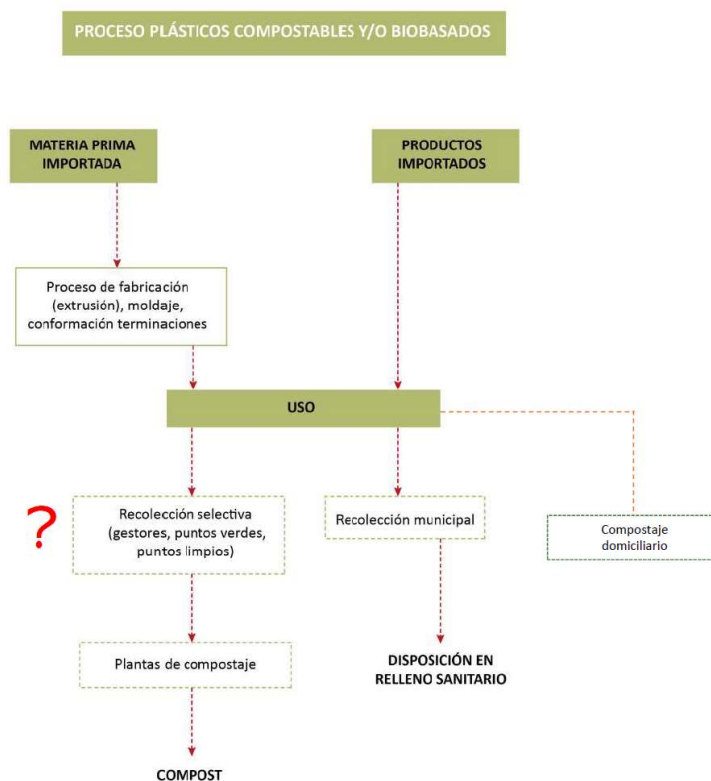 PROCESO PLÁSTICOS COMPOSTABLES Y/O BIOBASADOS
MATERIA PRIMA
IMPORTADA
PRODUCTOS
IMPORTADOS
Proceso de fabricación
(extrusión), moldaje,
conformación terminaciones
USO
?
Recolección selectiva
(gestores, puntos verdes,
puntos limpios)
Recolección municipal
Compostaje
domiciliario
Plantas de compostaje
DISPOSICIÓN EN
RELLENO SANITARIO
COMPOST